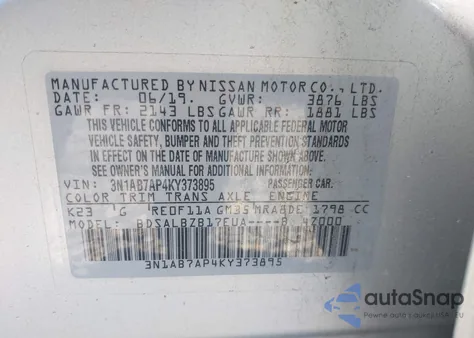 MANUFACTURED BY NISSAN MOTOR CO., LTD.
DATE: 06/19. GVWR: 3876 LBS
GAWR FR: 2143 LBS GAWR RR: 1881 LBS
THIS VEHICLE CONFORMS TO ALL APPLICABLE FEDERAL MOTOR
VEHICLE SAFETY, BUMPER AND THEFT PREVENTION STANDARDS
IN EFFECT ON THE DATE OF MANUFACTURE SHOWN ABOVE.
SEE OWNER'S MANUAL FOR ADDITIONAL INFORMATION.
VIN: 3N1AB7AP4KY373895 PASSENGER CAR.
COLOR TRIM TRANS AXLE ENGINE
K23 G RE0F11A GM35 MRA8DE 1798 CC
MODEL: BDSALBZB17EUA----B 47000
3N1AB7AP4KY373895
autoSnap